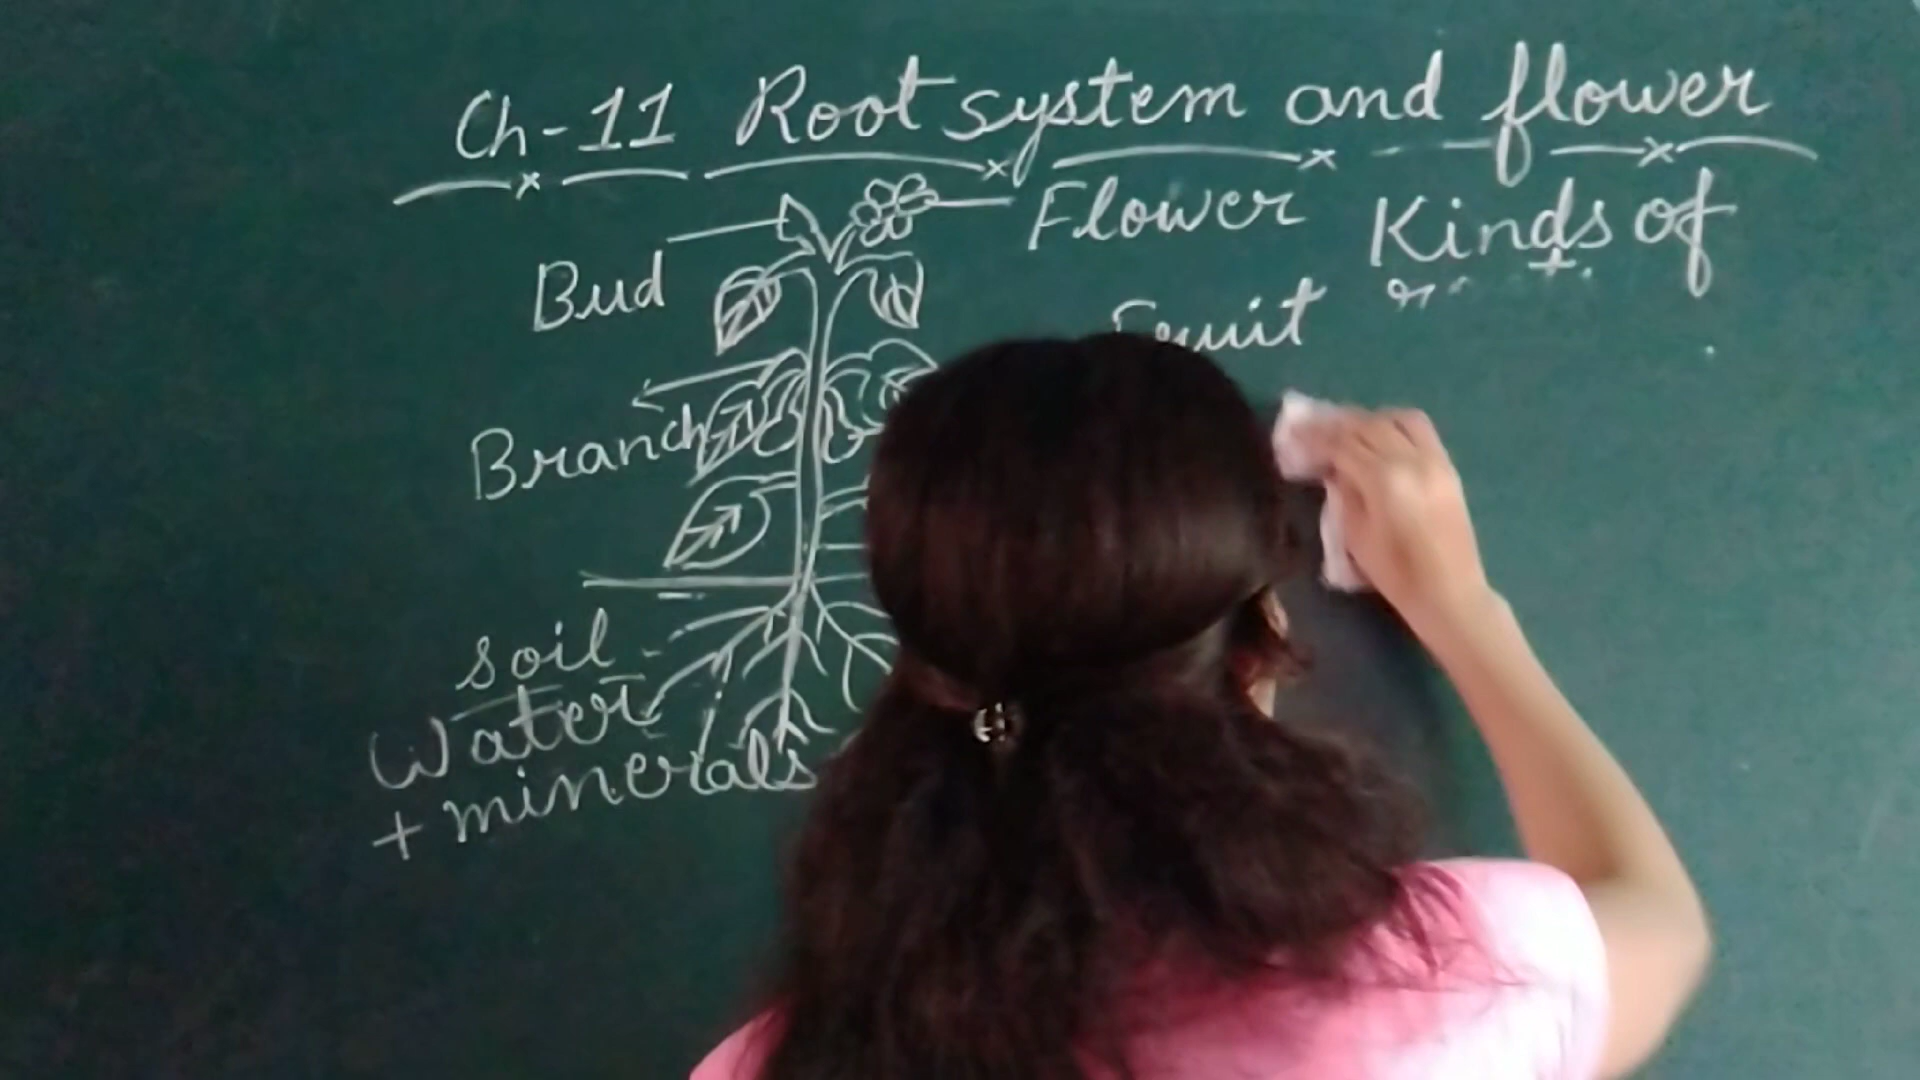 Ch-11 Root system and flower
Flower
Kinds of
Bud
Fruit
Branch
soil
Water
+ minerals